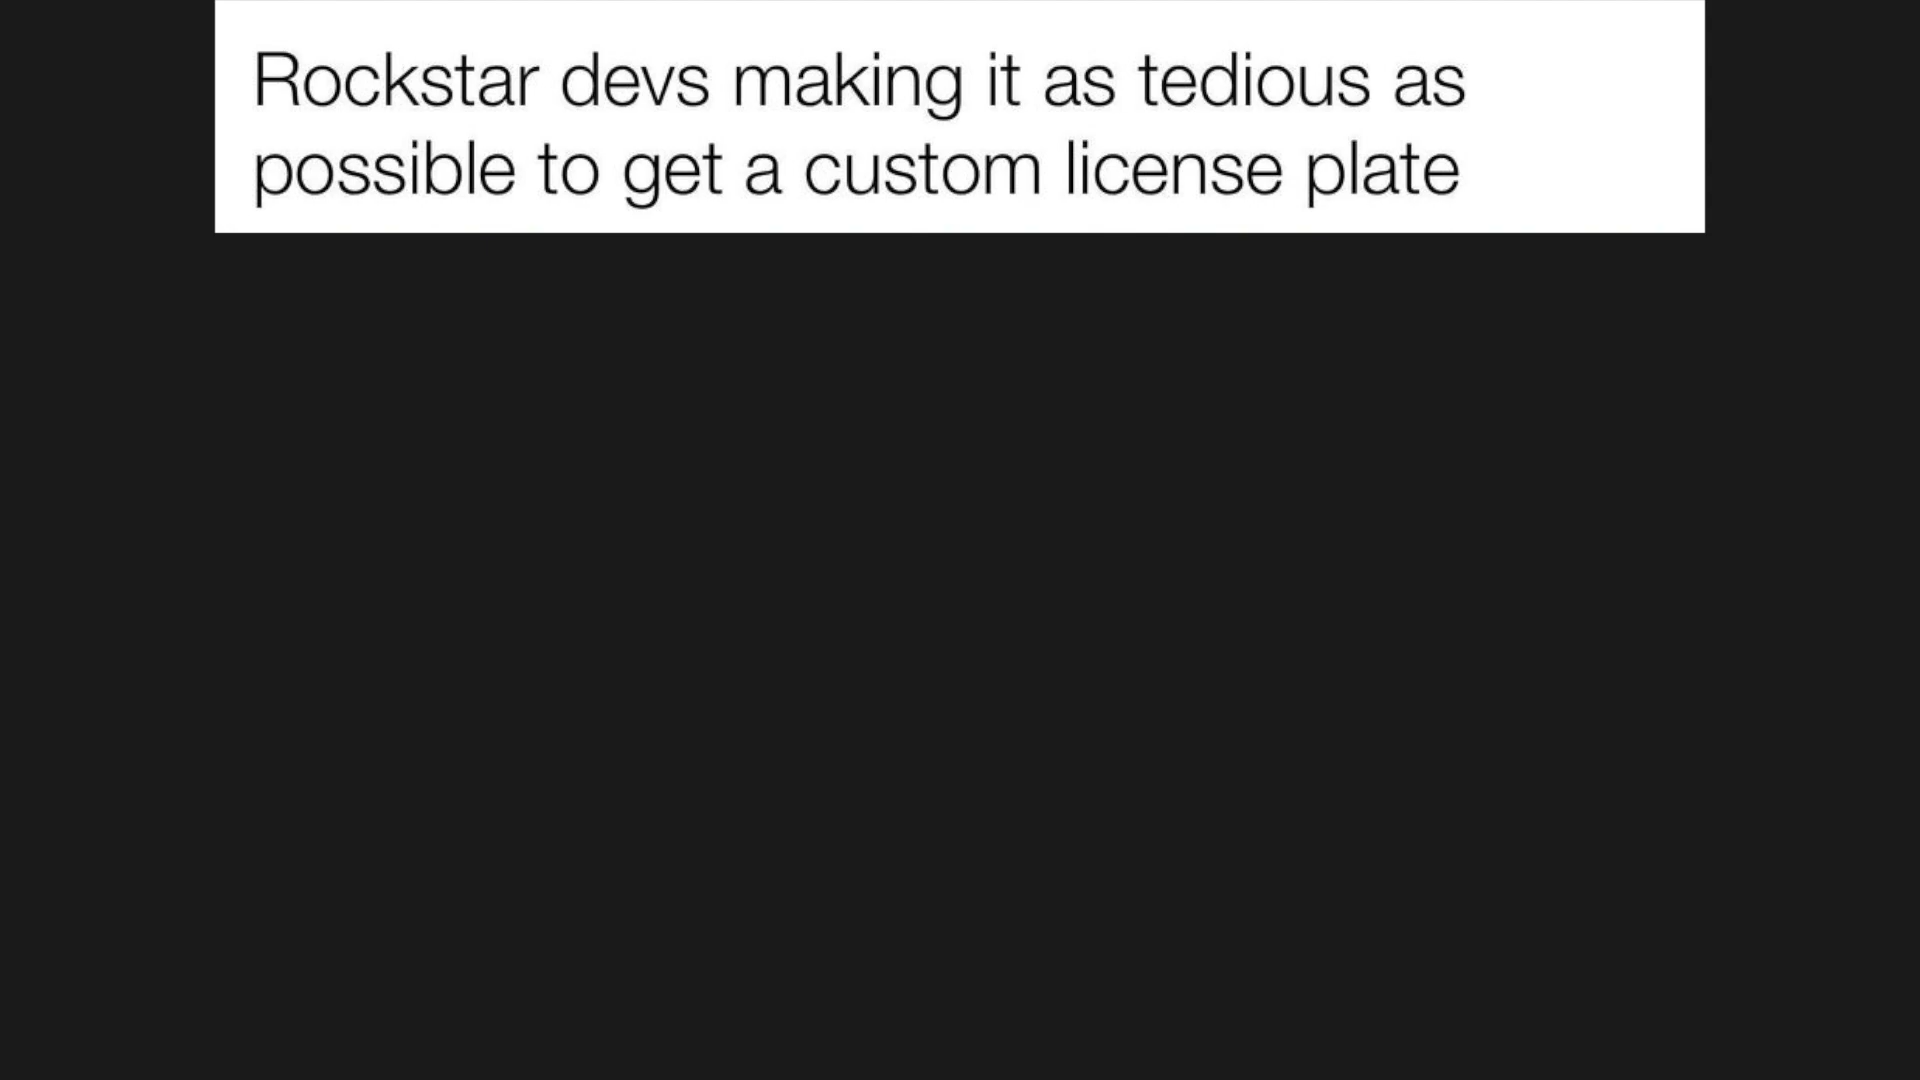 Rockstar devs making it as tedious as
possible to get a custom license plate